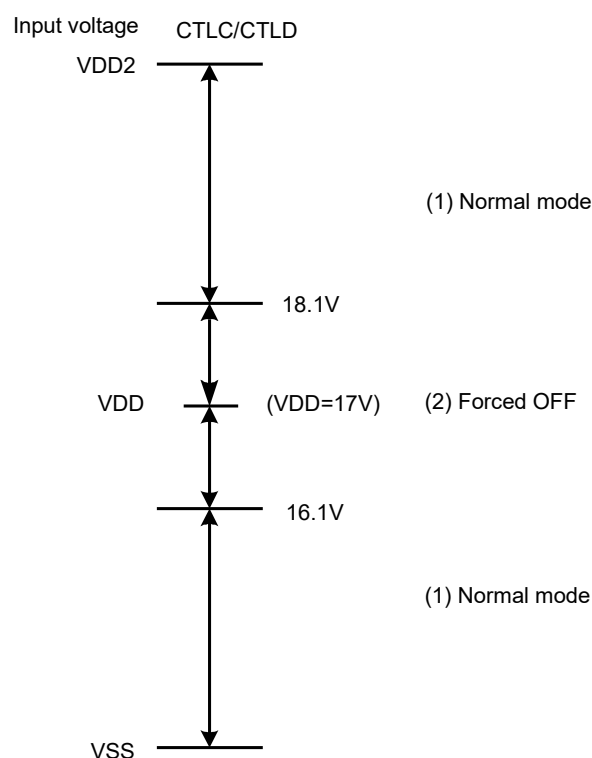 Input voltage CTLC/CTLD
VDD2
(1) Normal mode
18.1V
VDD (VDD=17V) (2) Forced OFF
16.1V
(1) Normal mode
VSS